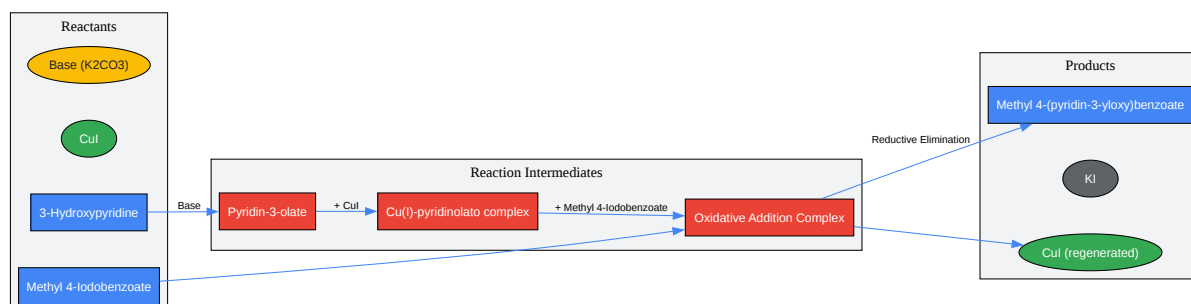 Reactants
Base (K2CO3)
CuI
3-Hydroxypyridine
Methyl 4-Iodobenzoate
Base
Reaction Intermediates
Pyridin-3-olate
+ CuI
Cu(I)-pyridinolato complex
+ Methyl 4-Iodobenzoate
Oxidative Addition Complex
Reductive Elimination
Products
Methyl 4-(pyridin-3-yloxy)benzoate
KI
CuI (regenerated)